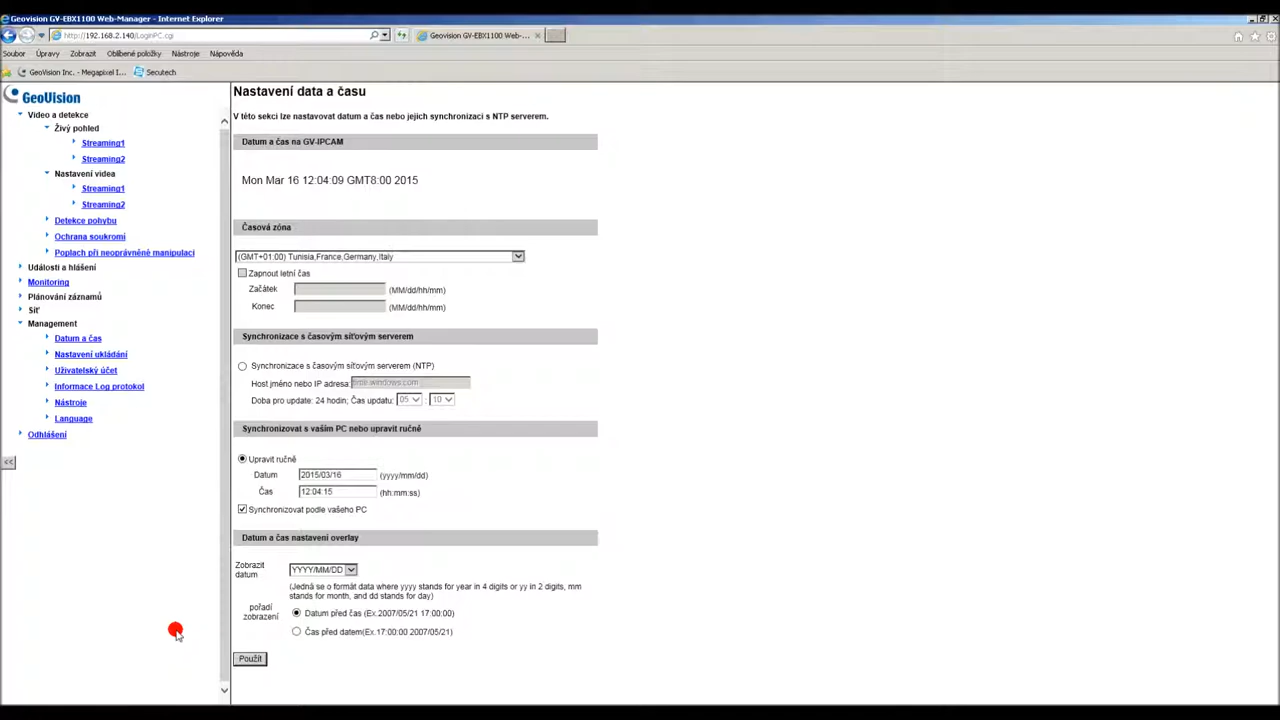 Geovision GV-EBX1100 Web-Manager - Internet Explorer
http://192.168.2.140/LoginPC.cgi
Geovision GV-EBX1100 Web-...
Soubor Úpravy Zobrazit Oblíbené položky Nástroje Nápověda
GeoVision Inc. - Megapixel I... Secutech
GeoVision
Video a detekce
Živý pohled
Streaming1
Streaming2
Nastavení videa
Streaming1
Streaming2
Detekce pohybu
Ochrana soukromí
Poplach při neoprávněné manipulaci
Události a hlášení
Monitoring
Plánování záznamů
Síť
Management
Datum a čas
Nastavení ukládání
Uživatelský účet
Informace Log protokol
Nástroje
Language
Odhlášení
<<
Nastavení data a času
V této sekci lze nastavovat datum a čas nebo jejich synchronizaci s NTP serverem.
Datum a čas na GV-IPCAM
Mon Mar 16 12:04:09 GMT8:00 2015
Časová zóna
(GMT+01:00) Tunisia,France,Germany,Italy
Zapnout letní čas
Začátek (MM/dd/hh/mm)
Konec (MM/dd/hh/mm)
Synchronizace s časovým síťovým serverem
Synchronizace s časovým síťovým serverem (NTP)
Host jméno nebo IP adresa: time.windows.com
Doba pro update: 24 hodin; Čas updatu: 05 : 10
Synchronizovat s vaším PC nebo upravit ručně
Upravit ručně
Datum 2015/03/16 (yyyy/mm/dd)
Čas 12:04:15 (hh:mm:ss)
Synchronizovat podle vašeho PC
Datum a čas nastavení overlay
Zobrazit datum YYYY/MM/DD
(Jedná se o formát data where yyyy stands for year in 4 digits or yy in 2 digits, mm
stands for month, and dd stands for day)
pořadí zobrazení
Datum před čas (Ex.2007/05/21 17:00:00)
Čas před datem(Ex.17:00:00 2007/05/21)
Použít